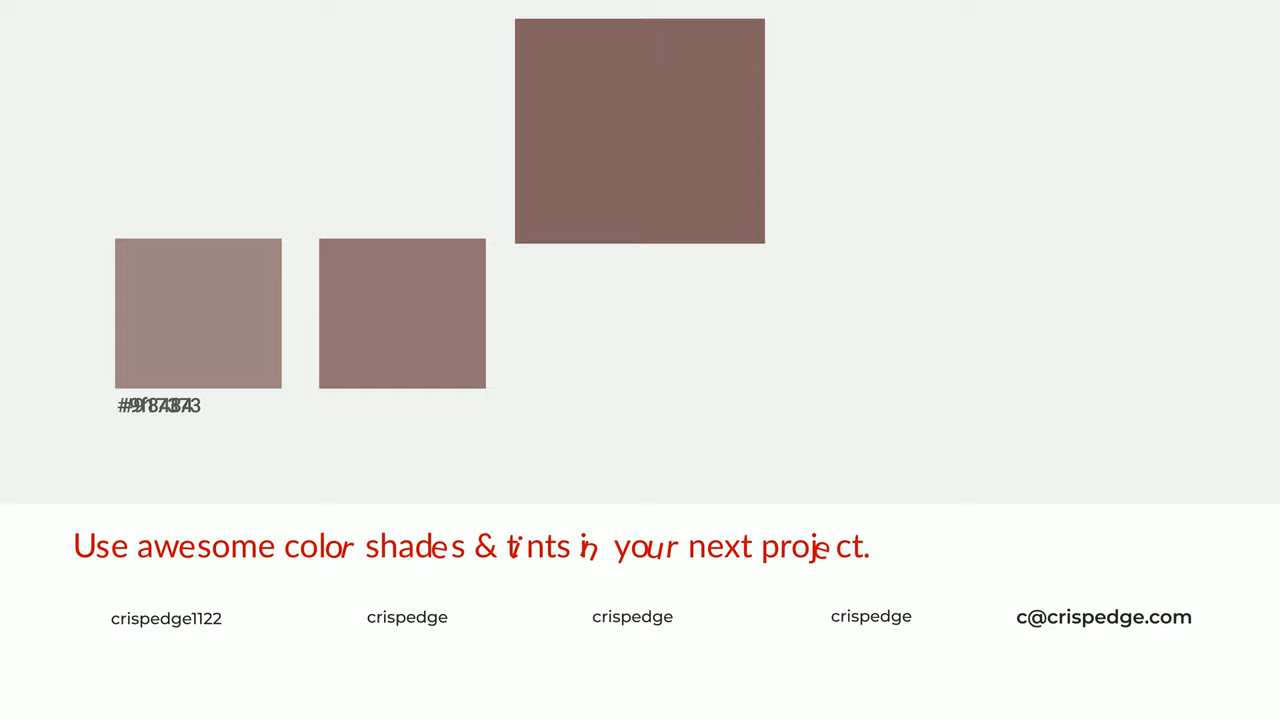 Use awesome color shades & tints in your next project.
crispedge1122 crispedge crispedge crispedge c@crispedge.com